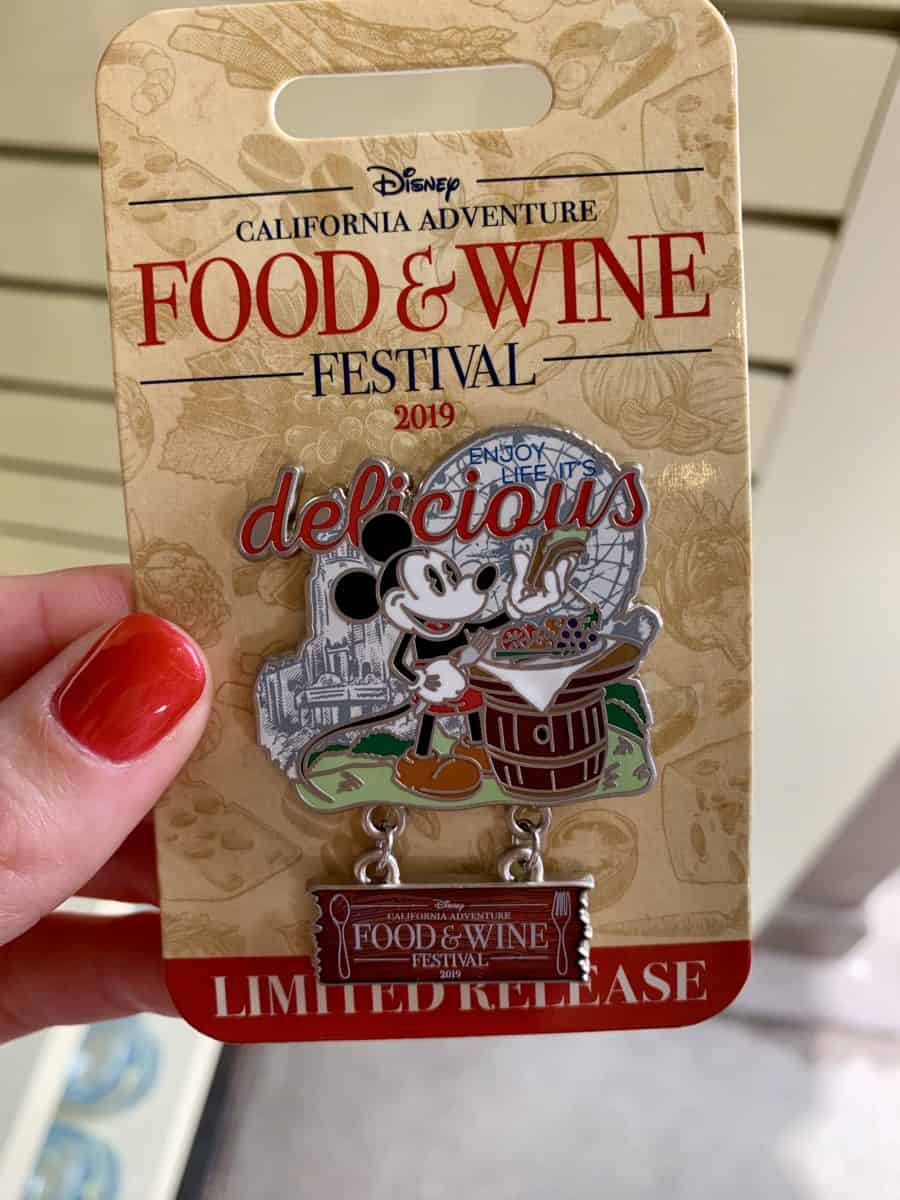 Disney
CALIFORNIA ADVENTURE
FOOD & WINE
FESTIVAL
2019
ENJOY
LIFE IT'S
delicious
Disney
CALIFORNIA ADVENTURE
FOOD & WINE
FESTIVAL
2019
LIMITED RELEASE